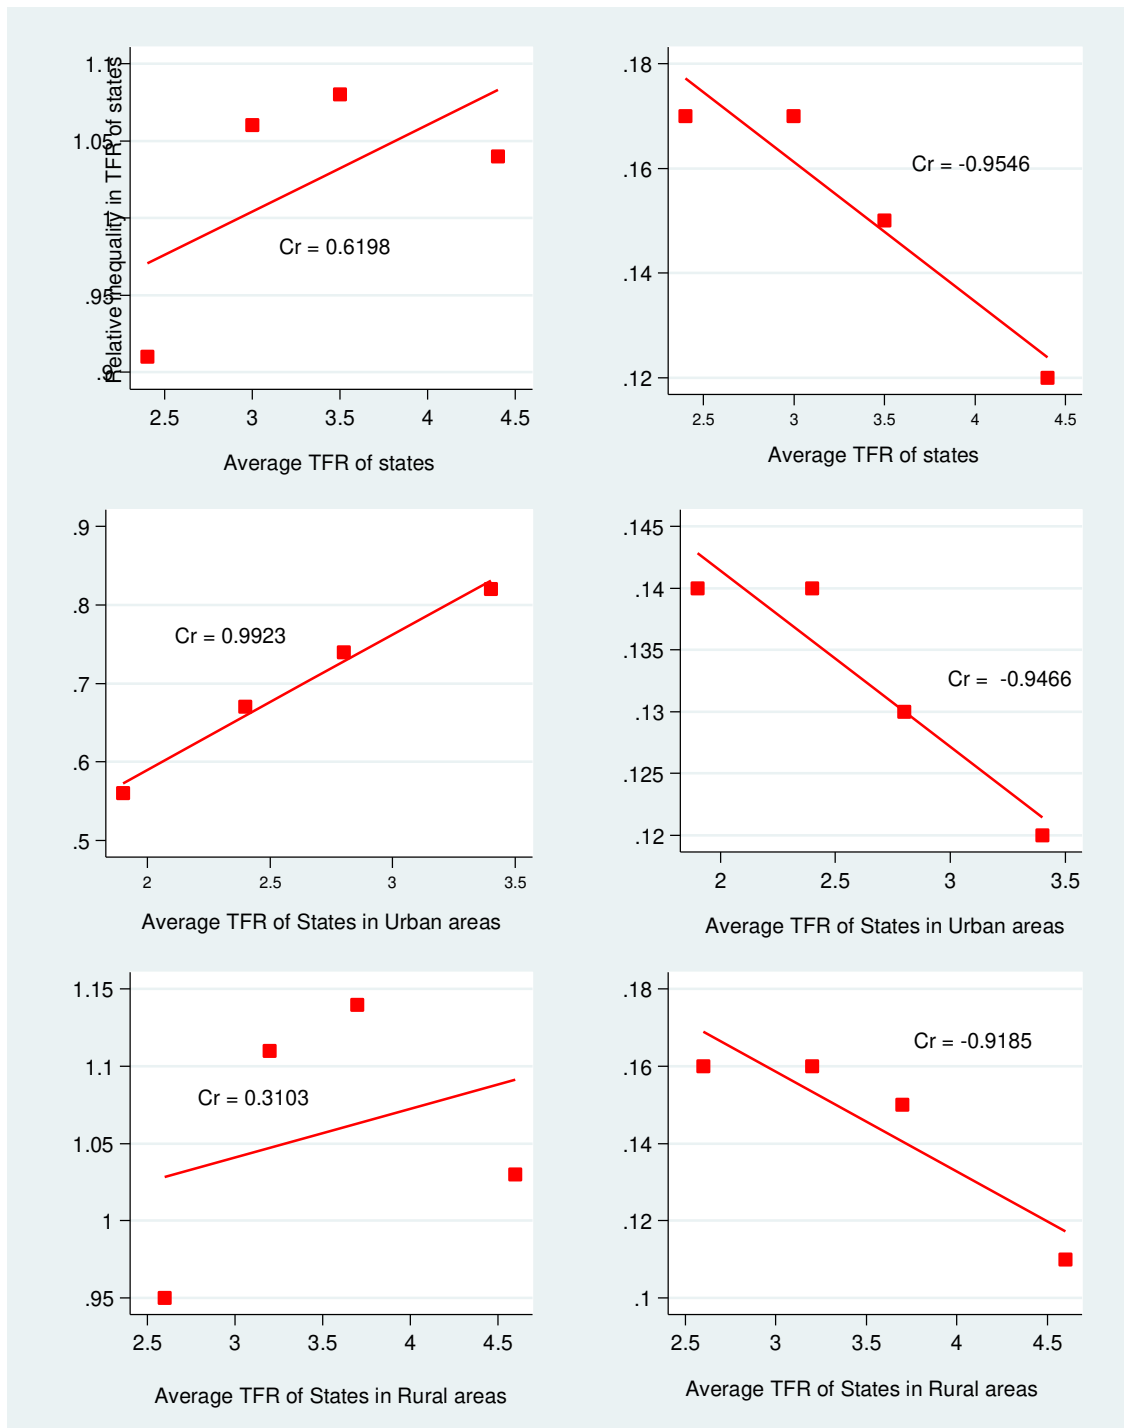 Relative inequality in TFR of states
1.1
1.05
.95
.9
Cr = 0.6198
2.5 3 3.5 4 4.5
Average TFR of states
.18
.16
.14
.12
Cr = -0.9546
2.5 3 3.5 4 4.5
Average TFR of states
.9
.8
.7
.6
.5
Cr = 0.9923
2 2.5 3 3.5
Average TFR of States in Urban areas
.145
.14
.135
.13
.125
.12
Cr = -0.9466
2 2.5 3 3.5
Average TFR of States in Urban areas
1.15
1.1
1.05
1
.95
Cr = 0.3103
2.5 3 3.5 4 4.5
Average TFR of States in Rural areas
.18
.16
.14
.12
.1
Cr = -0.9185
2.5 3 3.5 4 4.5
Average TFR of States in Rural areas